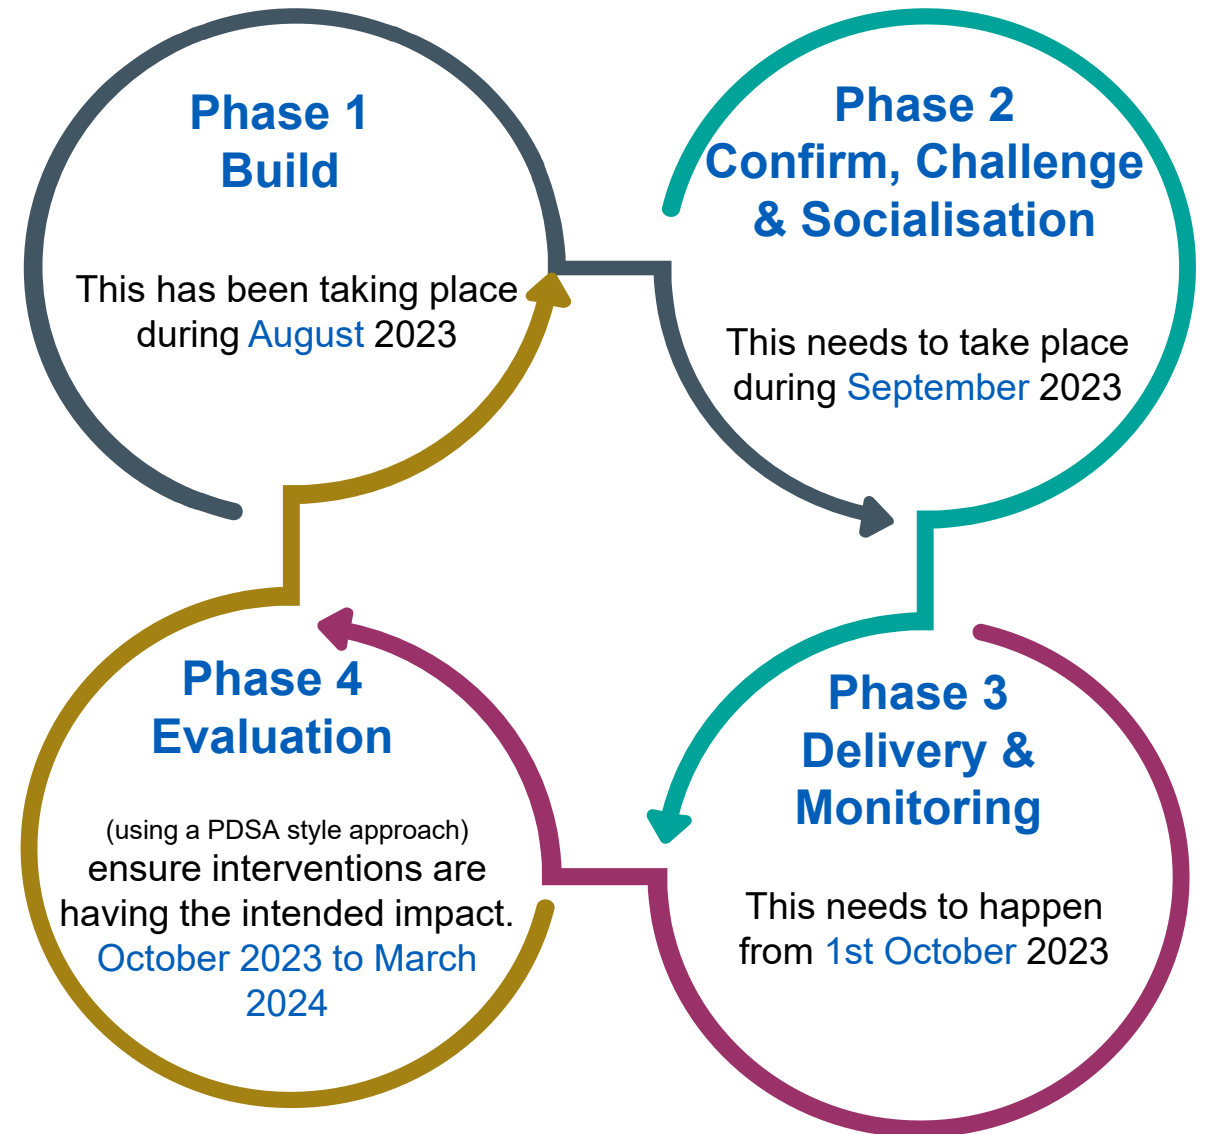 Phase 1
Build
This has been taking place
during August 2023
Phase 2
Confirm, Challenge
& Socialisation
This needs to take place
during September 2023
Phase 3
Delivery &
Monitoring
This needs to happen
from 1st October 2023
Phase 4
Evaluation
(using a PDSA style approach)
ensure interventions are
having the intended impact.
October 2023 to March
2024